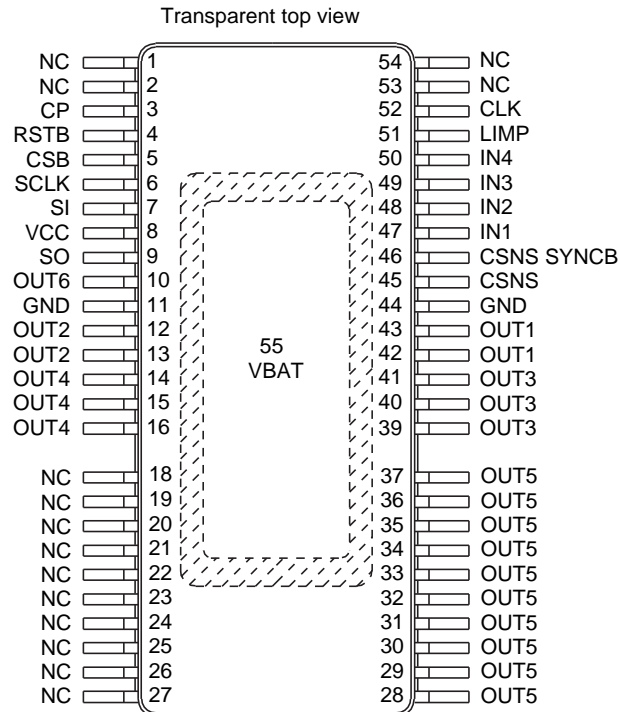 Transparent top view
NC 1 54 NC
NC 2 53 NC
CP 3 52 CLK
RSTB 4 51 LIMP
CSB 5 50 IN4
SCLK 6 49 IN3
SI 7 48 IN2
VCC 8 47 IN1
SO 9 46 CSNS SYNCB
OUT6 10 45 CSNS
GND 11 44 GND
OUT2 12 43 OUT1
OUT2 13 42 OUT1
OUT4 14 41 OUT3
OUT4 15 40 OUT3
OUT4 16 39 OUT3
55
VBAT
NC 18 37 OUT5
NC 19 36 OUT5
NC 20 35 OUT5
NC 21 34 OUT5
NC 22 33 OUT5
NC 23 32 OUT5
NC 24 31 OUT5
NC 25 30 OUT5
NC 26 29 OUT5
NC 27 28 OUT5